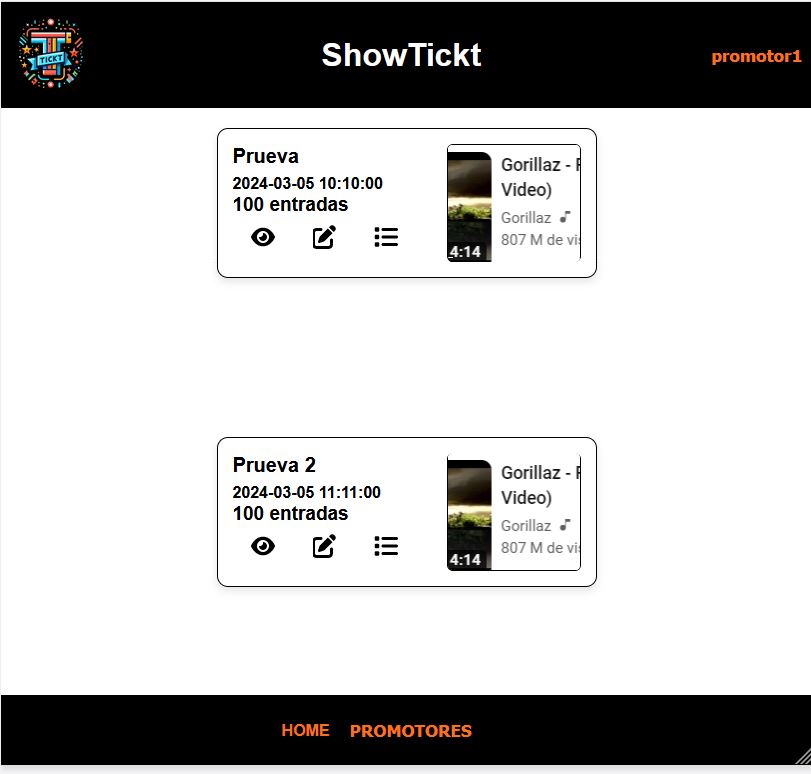 TICKT
ShowTickt
promotor1
Prueva
2024-03-05 10:10:00
100 entradas
Gorillaz -
Video)
Gorillaz
807 M de
4:14
Prueva 2
2024-03-05 11:11:00
100 entradas
Gorillaz -
Video)
Gorillaz
807 M de
4:14
HOME PROMOTORES